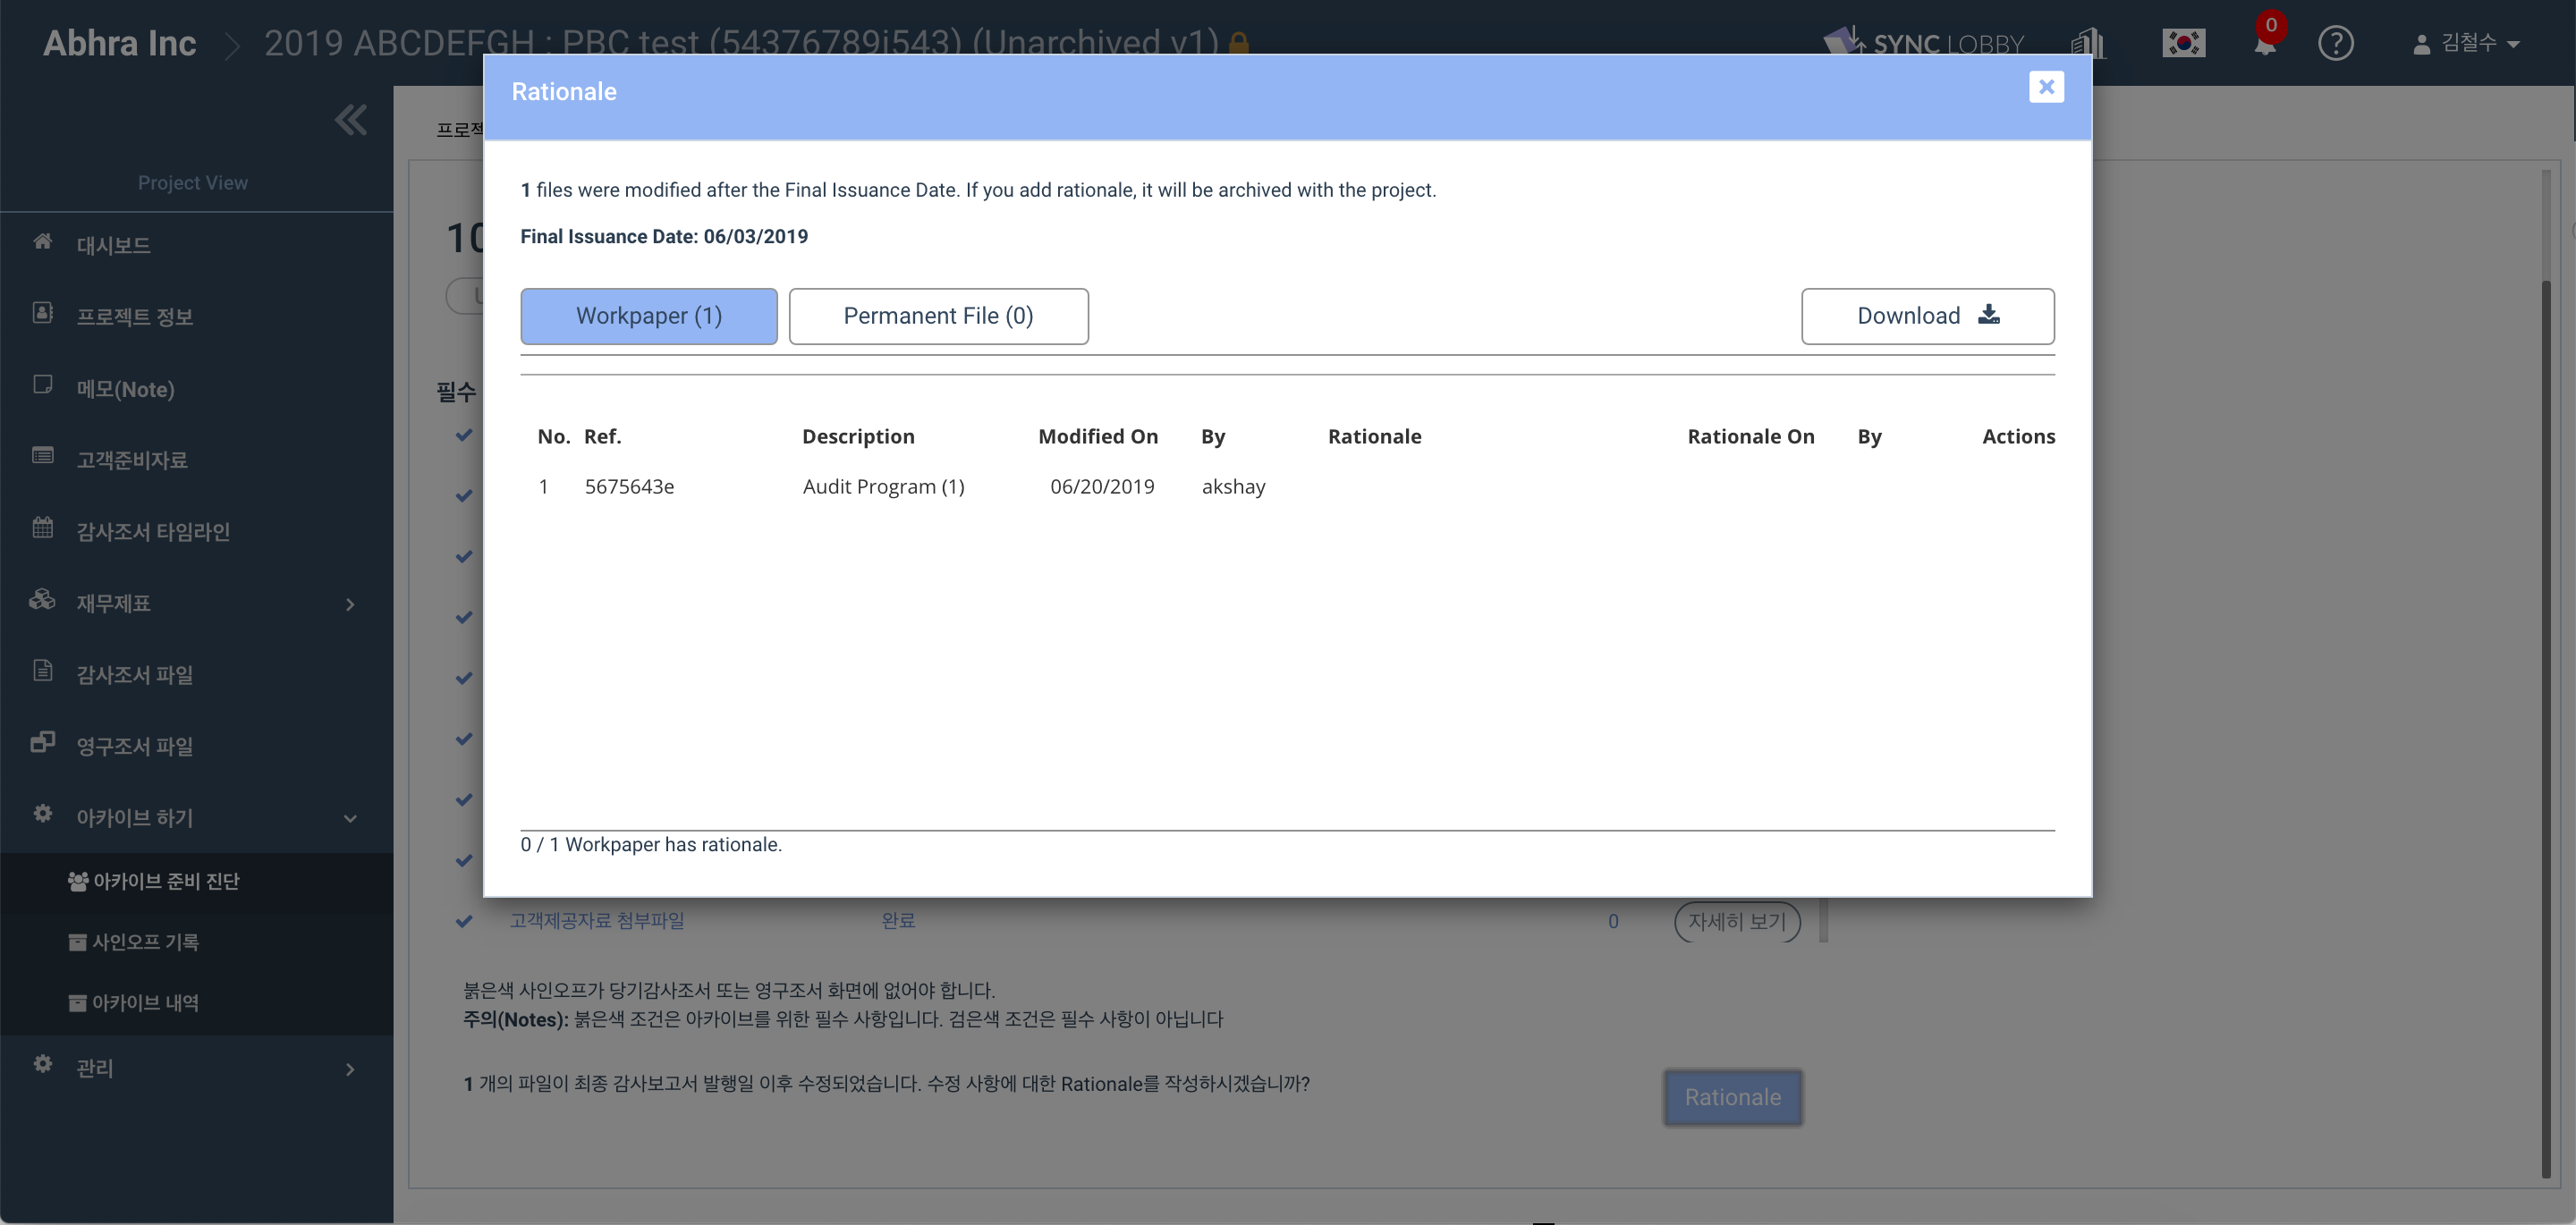 Abhra Inc
2019 ABCDEFGH : PBC test (54376789i543) (Unarchived v1)
SYNC LOBBY
0
?
김철수
Project View
대시보드
프로젝트 정보
메모(Note)
고객준비자료
감사조서 타임라인
재무제표
감사조서 파일
영구조서 파일
아카이브 하기
아카이브 준비 진단
사인오프 기록
아카이브 내역
관리
10
필수
Rationale
1 files were modified after the Final Issuance Date. If you add rationale, it will be archived with the project.
Final Issuance Date: 06/03/2019
Workpaper (1)
Permanent File (0)
Download
No. Ref. Description Modified On By Rationale Rationale On By Actions
1 5675643e Audit Program (1) 06/20/2019 akshay
0 / 1 Workpaper has rationale.
고객제공자료 첨부파일 완료 0 자세히 보기
붉은색 사인오프가 당기감사조서 또는 영구조서 화면에 없어야 합니다.
주의(Notes): 붉은색 조건은 아카이브를 위한 필수 사항입니다. 검은색 조건은 필수 사항이 아닙니다
1 개의 파일이 최종 감사보고서 발행일 이후 수정되었습니다. 수정 사항에 대한 Rationale를 작성하시겠습니까?
Rationale